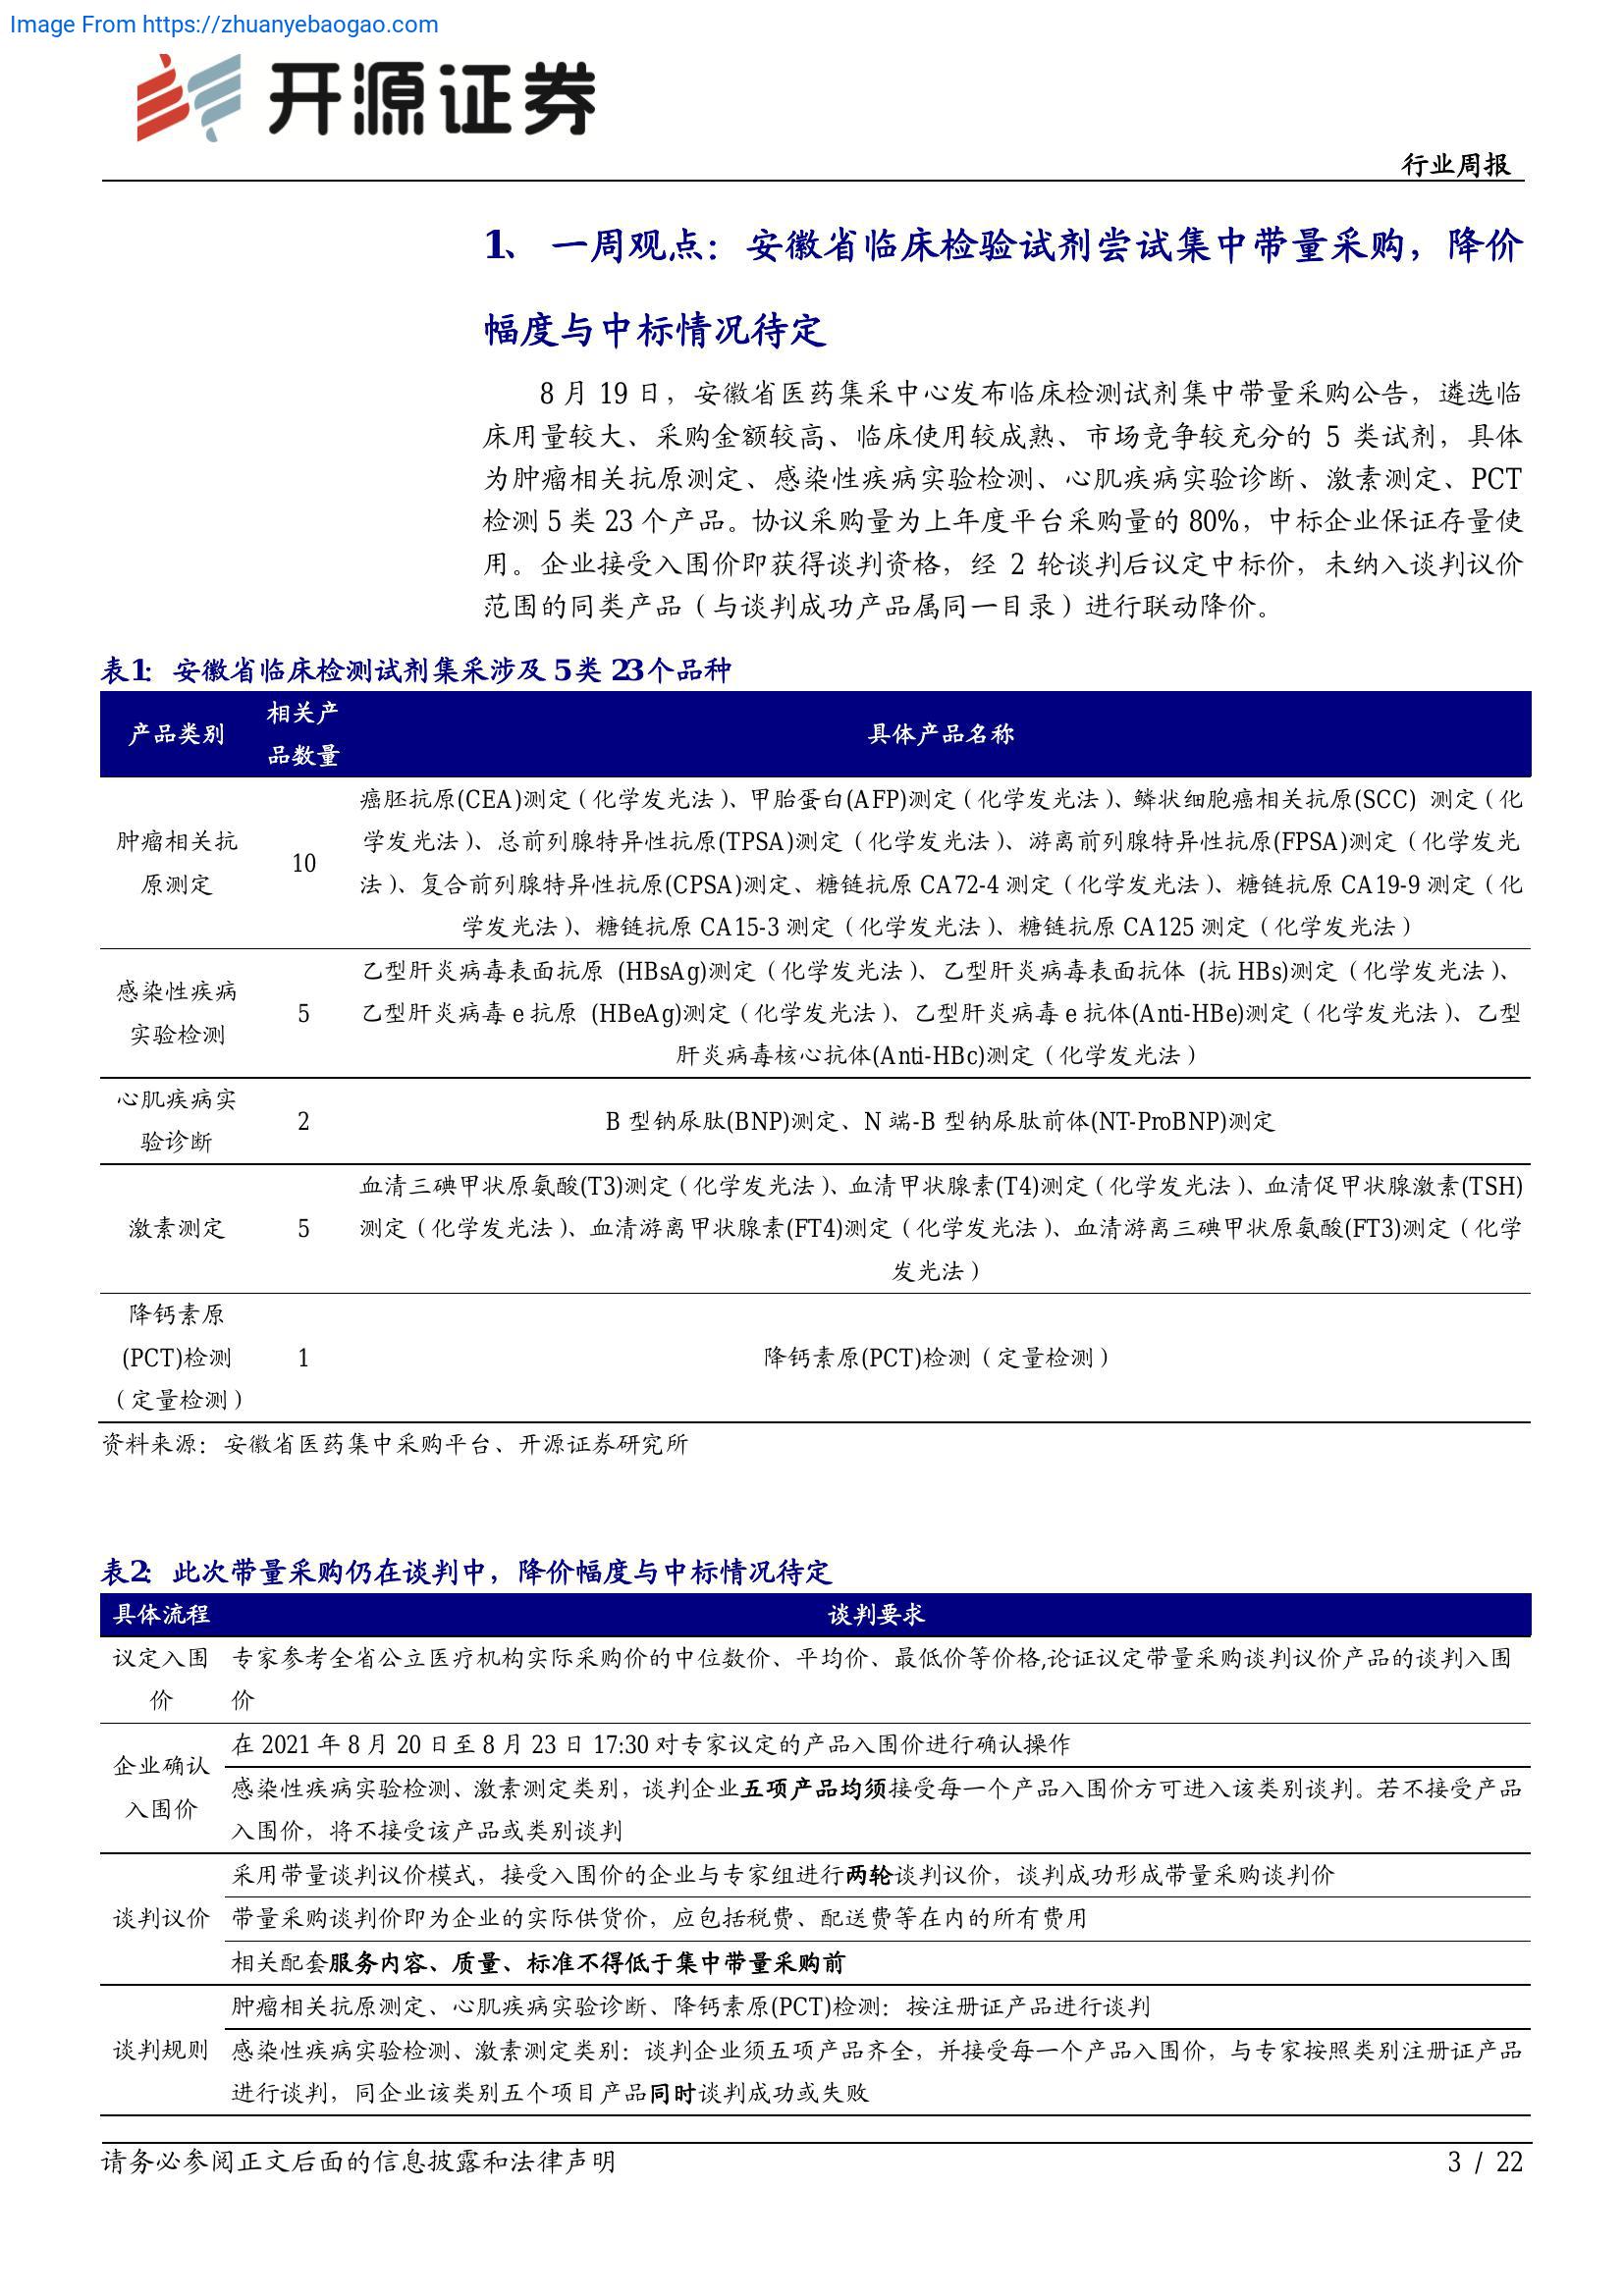 Image From https://zhuanyebaogao.com
开源证券
行业周报
1、 一周观点：安徽省临床检验试剂尝试集中带量采购，降价
幅度与中标情况待定
8 月 19 日，安徽省医药集采中心发布临床检测试剂集中带量采购公告，遴选临
床用量较大、采购金额较高、临床使用较成熟、市场竞争较充分的 5 类试剂，具体
为肿瘤相关抗原测定、感染性疾病实验检测、心肌疾病实验诊断、激素测定、PCT
检测 5 类 23 个产品。协议采购量为上年度平台采购量的 80%，中标企业保证存量使
用。企业接受入围价即获得谈判资格，经 2 轮谈判后议定中标价，未纳入谈判议价
范围的同类产品（与谈判成功产品属同一目录）进行联动降价。
表1：安徽省临床检测试剂集采涉及 5 类 23 个品种
产品类别
相关产
品数量
具体产品名称
肿瘤相关抗
原测定
10
癌胚抗原(CEA)测定（化学发光法）、甲胎蛋白(AFP)测定（化学发光法）、鳞状细胞癌相关抗原(SCC) 测定（化
学发光法）、总前列腺特异性抗原(TPSA)测定（化学发光法）、游离前列腺特异性抗原(FPSA)测定（化学发光
法）、复合前列腺特异性抗原(CPSA)测定、糖链抗原 CA72-4 测定（化学发光法）、糖链抗原 CA19-9 测定（化
学发光法）、糖链抗原 CA15-3 测定（化学发光法）、糖链抗原 CA125 测定（化学发光法）
感染性疾病
实验检测
5
乙型肝炎病毒表面抗原 (HBsAg)测定（化学发光法）、乙型肝炎病毒表面抗体 (抗 HBs)测定（化学发光法）、
乙型肝炎病毒 e 抗原 (HBeAg)测定（化学发光法）、乙型肝炎病毒 e 抗体(Anti-HBe)测定（化学发光法）、乙型
肝炎病毒核心抗体(Anti-HBc)测定（化学发光法）
心肌疾病实
验诊断
2
B 型钠尿肽(BNP)测定、N 端-B 型钠尿肽前体(NT-ProBNP)测定
激素测定
5
血清三碘甲状原氨酸(T3)测定（化学发光法）、血清甲状腺素(T4)测定（化学发光法）、血清促甲状腺激素(TSH)
测定（化学发光法）、血清游离甲状腺素(FT4)测定（化学发光法）、血清游离三碘甲状原氨酸(FT3)测定（化学
发光法）
降钙素原
(PCT)检测
（定量检测）
1
降钙素原(PCT)检测（定量检测）
资料来源：安徽省医药集中采购平台、开源证券研究所
表2：此次带量采购仍在谈判中，降价幅度与中标情况待定
具体流程
谈判要求
议定入围
价
专家参考全省公立医疗机构实际采购价的中位数价、平均价、最低价等价格,论证议定带量采购谈判议价产品的谈判入围
价
企业确认
入围价
在 2021 年 8 月 20 日至 8 月 23 日 17:30 对专家议定的产品入围价进行确认操作
感染性疾病实验检测、激素测定类别，谈判企业五项产品均须接受每一个产品入围价方可进入该类别谈判。若不接受产品
入围价，将不接受该产品或类别谈判
谈判议价
采用带量谈判议价模式，接受入围价的企业与专家组进行两轮谈判议价，谈判成功形成带量采购谈判价
带量采购谈判价即为企业的实际供货价，应包括税费、配送费等在内的所有费用
相关配套服务内容、质量、标准不得低于集中带量采购前
谈判规则
肿瘤相关抗原测定、心肌疾病实验诊断、降钙素原(PCT)检测：按注册证产品进行谈判
感染性疾病实验检测、激素测定类别：谈判企业须五项产品齐全，并接受每一个产品入围价，与专家按照类别注册证产品
进行谈判，同企业该类别五个项目产品同时谈判成功或失败
请务必参阅正文后面的信息披露和法律声明
3 / 22